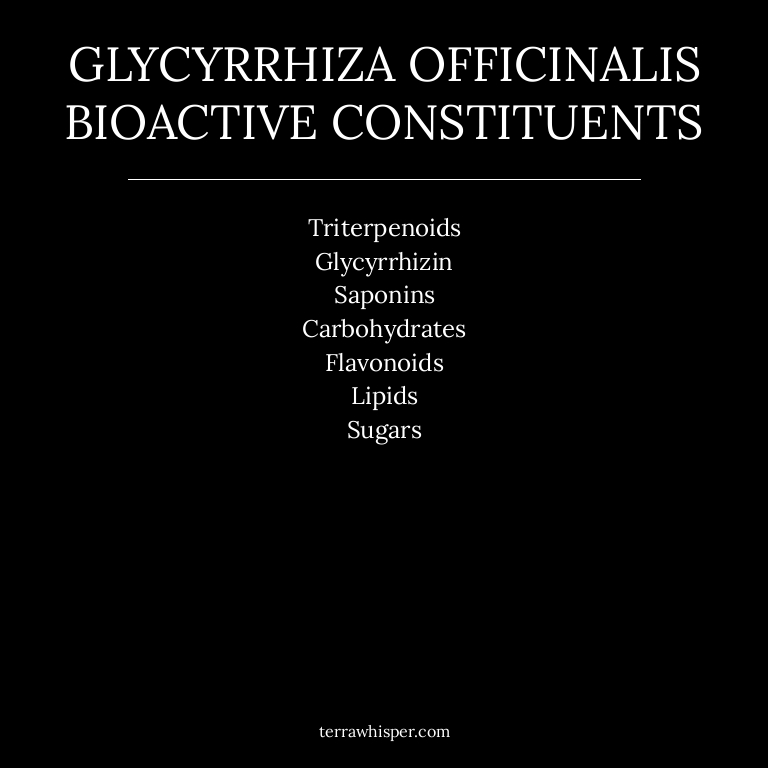 GLYCYRRHIZA OFFICINALIS
BIOACTIVE CONSTITUENTS
Triterpenoids
Glycyrrhizin
Saponins
Carbohydrates
Flavonoids
Lipids
Sugars
terrawhisper.com